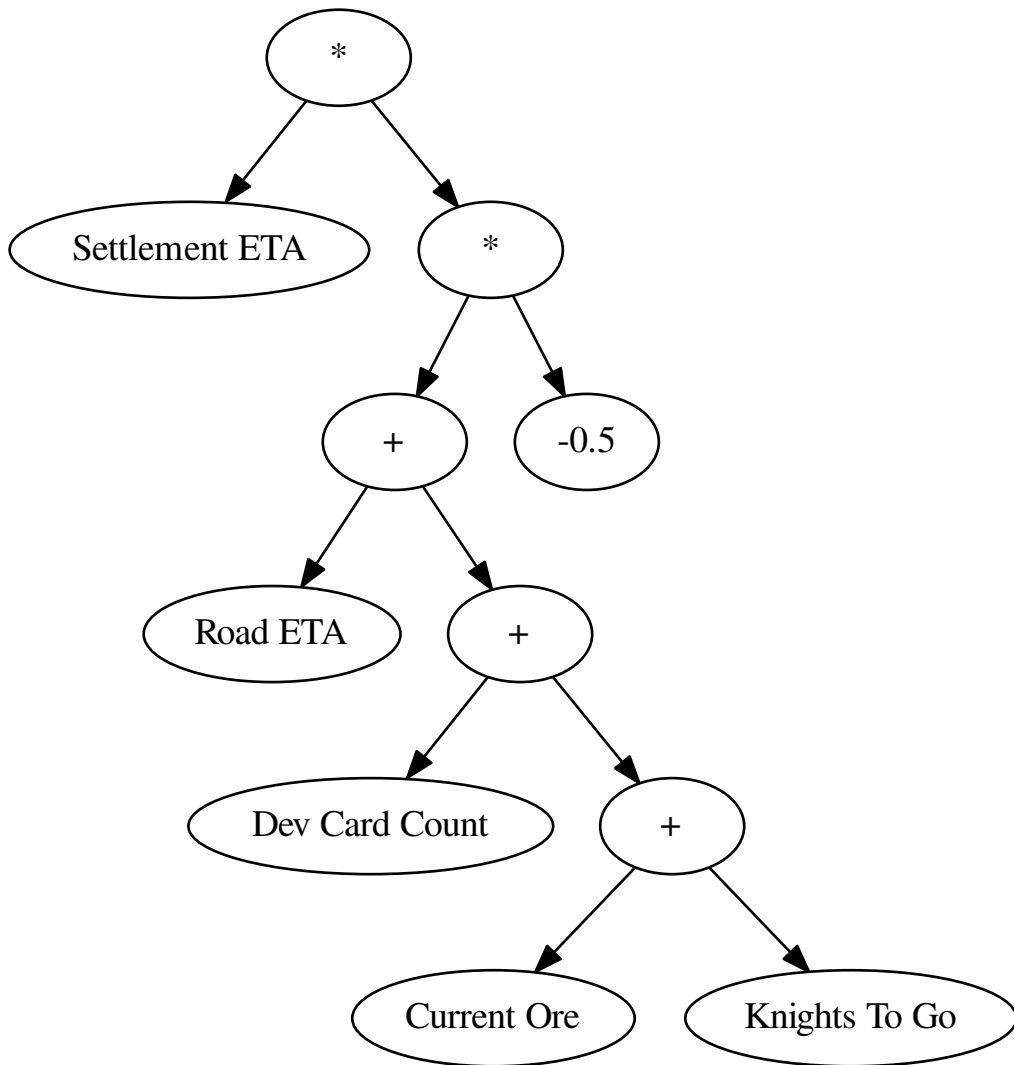 *
Settlement ETA
*
+
-0.5
Road ETA
+
Dev Card Count
+
Current Ore
Knights To Go